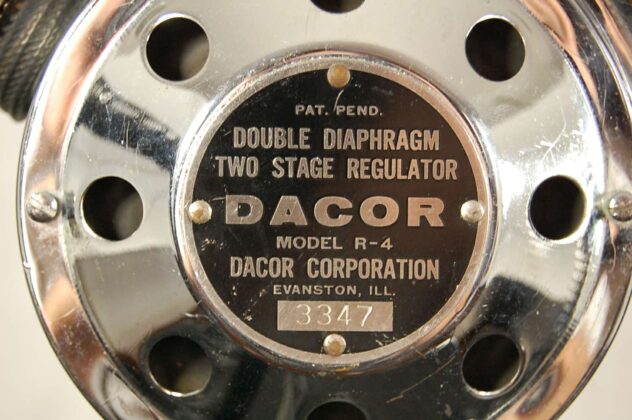 PAT. PEND.
DOUBLE DIAPHRAGM
TWO STAGE REGULATOR
DACOR
MODEL R-4
DACOR CORPORATION
EVANSTON, ILL.
3347